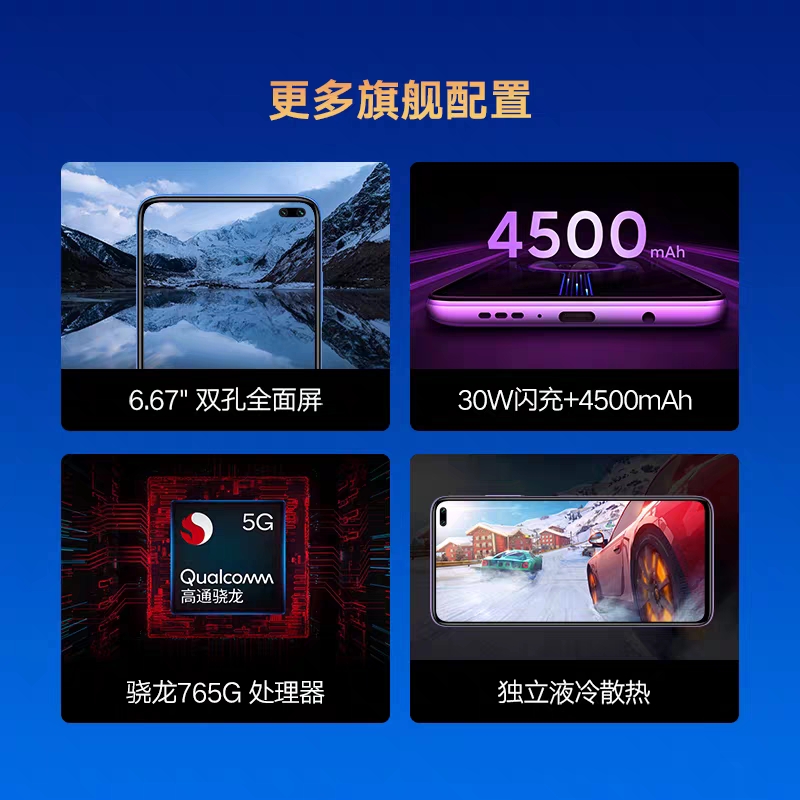 更多旗舰配置
4500mAh
6.67" 双孔全面屏
30W闪充+4500mAh
5G
Qualcomm
高通骁龙
骁龙765G 处理器
独立液冷散热